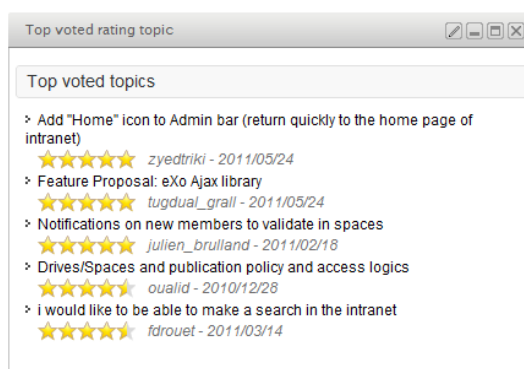 Top voted rating topic
Top voted topics
Add "Home" icon to Admin bar (return quickly to the home page of
intranet)
zyedtriki - 2011/05/24
Feature Proposal: eXo Ajax library
tugdual_grall - 2011/05/24
Notifications on new members to validate in spaces
julien_brulland - 2011/02/18
Drives/Spaces and publication policy and access logics
oualid - 2010/12/28
i would like to be able to make a search in the intranet
fdrouet - 2011/03/14